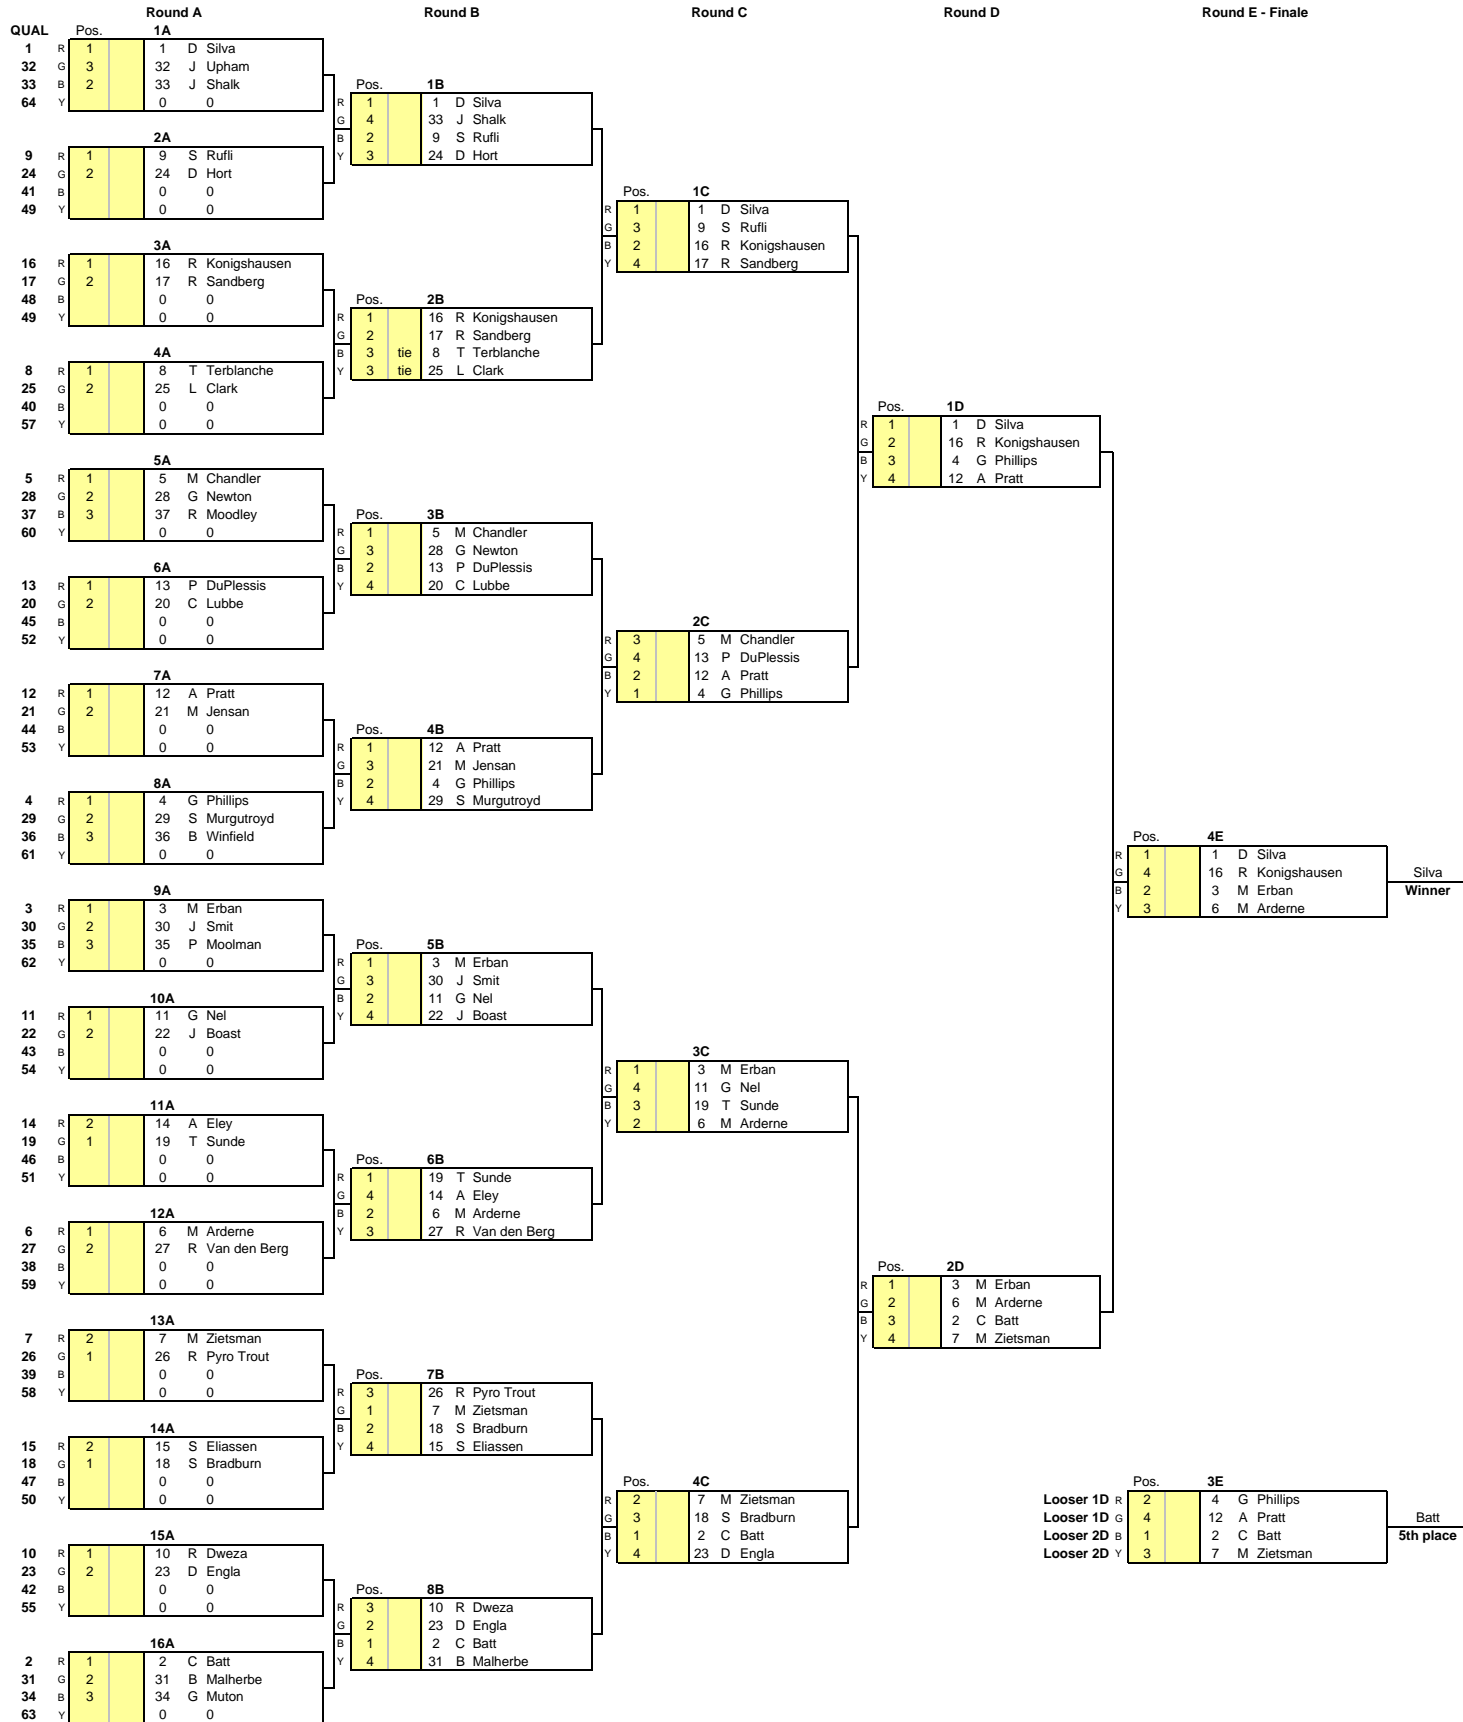 Round A Round B Round C Round D Round E - Finale
QUAL Pos. 1A
1 R 1 1 D Silva
32 G 3 32 J Upham
33 B 2 33 J Shalk
64 Y 0 0
2A
9 R 1 9 S Rufli
24 G 2 24 D Hort
41 B 0 0
49 Y 0 0
3A
16 R 1 16 R Konigshausen
17 G 2 17 R Sandberg
48 B 0 0
49 Y 0 0
4A
8 R 1 8 T Terblanche
25 G 2 25 L Clark
40 B 0 0
57 Y 0 0
5A
5 R 1 5 M Chandler
28 G 2 28 G Newton
37 B 3 37 R Moodley
60 Y 0 0
6A
13 R 1 13 P DuPlessis
20 G 2 20 C Lubbe
45 B 0 0
52 Y 0 0
7A
12 R 1 12 A Pratt
21 G 2 21 M Jensan
44 B 0 0
53 Y 0 0
8A
4 R 1 4 G Phillips
29 G 2 29 S Murgutroyd
36 B 3 36 B Winfield
61 Y 0 0
9A
3 R 1 3 M Erban
30 G 2 30 J Smit
35 B 3 35 P Moolman
62 Y 0 0
10A
11 R 1 11 G Nel
22 G 2 22 J Boast
43 B 0 0
54 Y 0 0
11A
14 R 2 14 A Eley
19 G 1 19 T Sunde
46 B 0 0
51 Y 0 0
12A
6 R 1 6 M Arderne
27 G 2 27 R Van den Berg
38 B 0 0
59 Y 0 0
13A
7 R 2 7 M Zietsman
26 G 1 26 R Pyro Trout
39 B 0 0
58 Y 0 0
14A
15 R 2 15 S Eliassen
18 G 1 18 S Bradburn
47 B 0 0
50 Y 0 0
15A
10 R 1 10 R Dweza
23 G 2 23 D Engla
42 B 0 0
55 Y 0 0
16A
2 R 1 2 C Batt
31 G 2 31 B Malherbe
34 B 3 34 G Muton
63 Y 0 0
Pos. 1B
R 1 1 D Silva
G 4 33 J Shalk
B 2 9 S Rufli
Y 3 24 D Hort
Pos. 2B
R 1 16 R Konigshausen
G 2 17 R Sandberg
B 3 tie 8 T Terblanche
Y 3 tie 25 L Clark
Pos. 3B
R 1 5 M Chandler
G 3 28 G Newton
B 2 13 P DuPlessis
Y 4 20 C Lubbe
Pos. 4B
R 1 12 A Pratt
G 3 21 M Jensan
B 2 4 G Phillips
Y 4 29 S Murgutroyd
Pos. 5B
R 1 3 M Erban
G 3 30 J Smit
B 2 11 G Nel
Y 4 22 J Boast
Pos. 6B
R 1 19 T Sunde
G 4 14 A Eley
B 2 6 M Arderne
Y 3 27 R Van den Berg
Pos. 7B
R 3 26 R Pyro Trout
G 1 7 M Zietsman
B 2 18 S Bradburn
Y 4 15 S Eliassen
Pos. 8B
R 3 10 R Dweza
G 2 23 D Engla
B 1 2 C Batt
Y 4 31 B Malherbe
Pos. 1C
R 1 1 D Silva
G 3 9 S Rufli
B 2 16 R Konigshausen
Y 4 17 R Sandberg
2C
R 3 5 M Chandler
G 4 13 P DuPlessis
B 2 12 A Pratt
Y 1 4 G Phillips
3C
R 1 3 M Erban
G 4 11 G Nel
B 3 19 T Sunde
Y 2 6 M Arderne
Pos. 4C
R 2 7 M Zietsman
G 3 18 S Bradburn
B 1 2 C Batt
Y 4 23 D Engla
Pos. 1D
R 1 1 D Silva
G 2 16 R Konigshausen
B 3 4 G Phillips
Y 4 12 A Pratt
Pos. 2D
R 1 3 M Erban
G 2 6 M Arderne
B 3 2 C Batt
Y 4 7 M Zietsman
Pos. 4E
R 1 1 D Silva
G 4 16 R Konigshausen Silva
B 2 3 M Erban Winner
Y 3 6 M Arderne
Pos. 3E
Looser 1D R 2 4 G Phillips
Looser 1D G 4 12 A Pratt Batt
Looser 2D B 1 2 C Batt 5th place
Looser 2D Y 3 7 M Zietsman